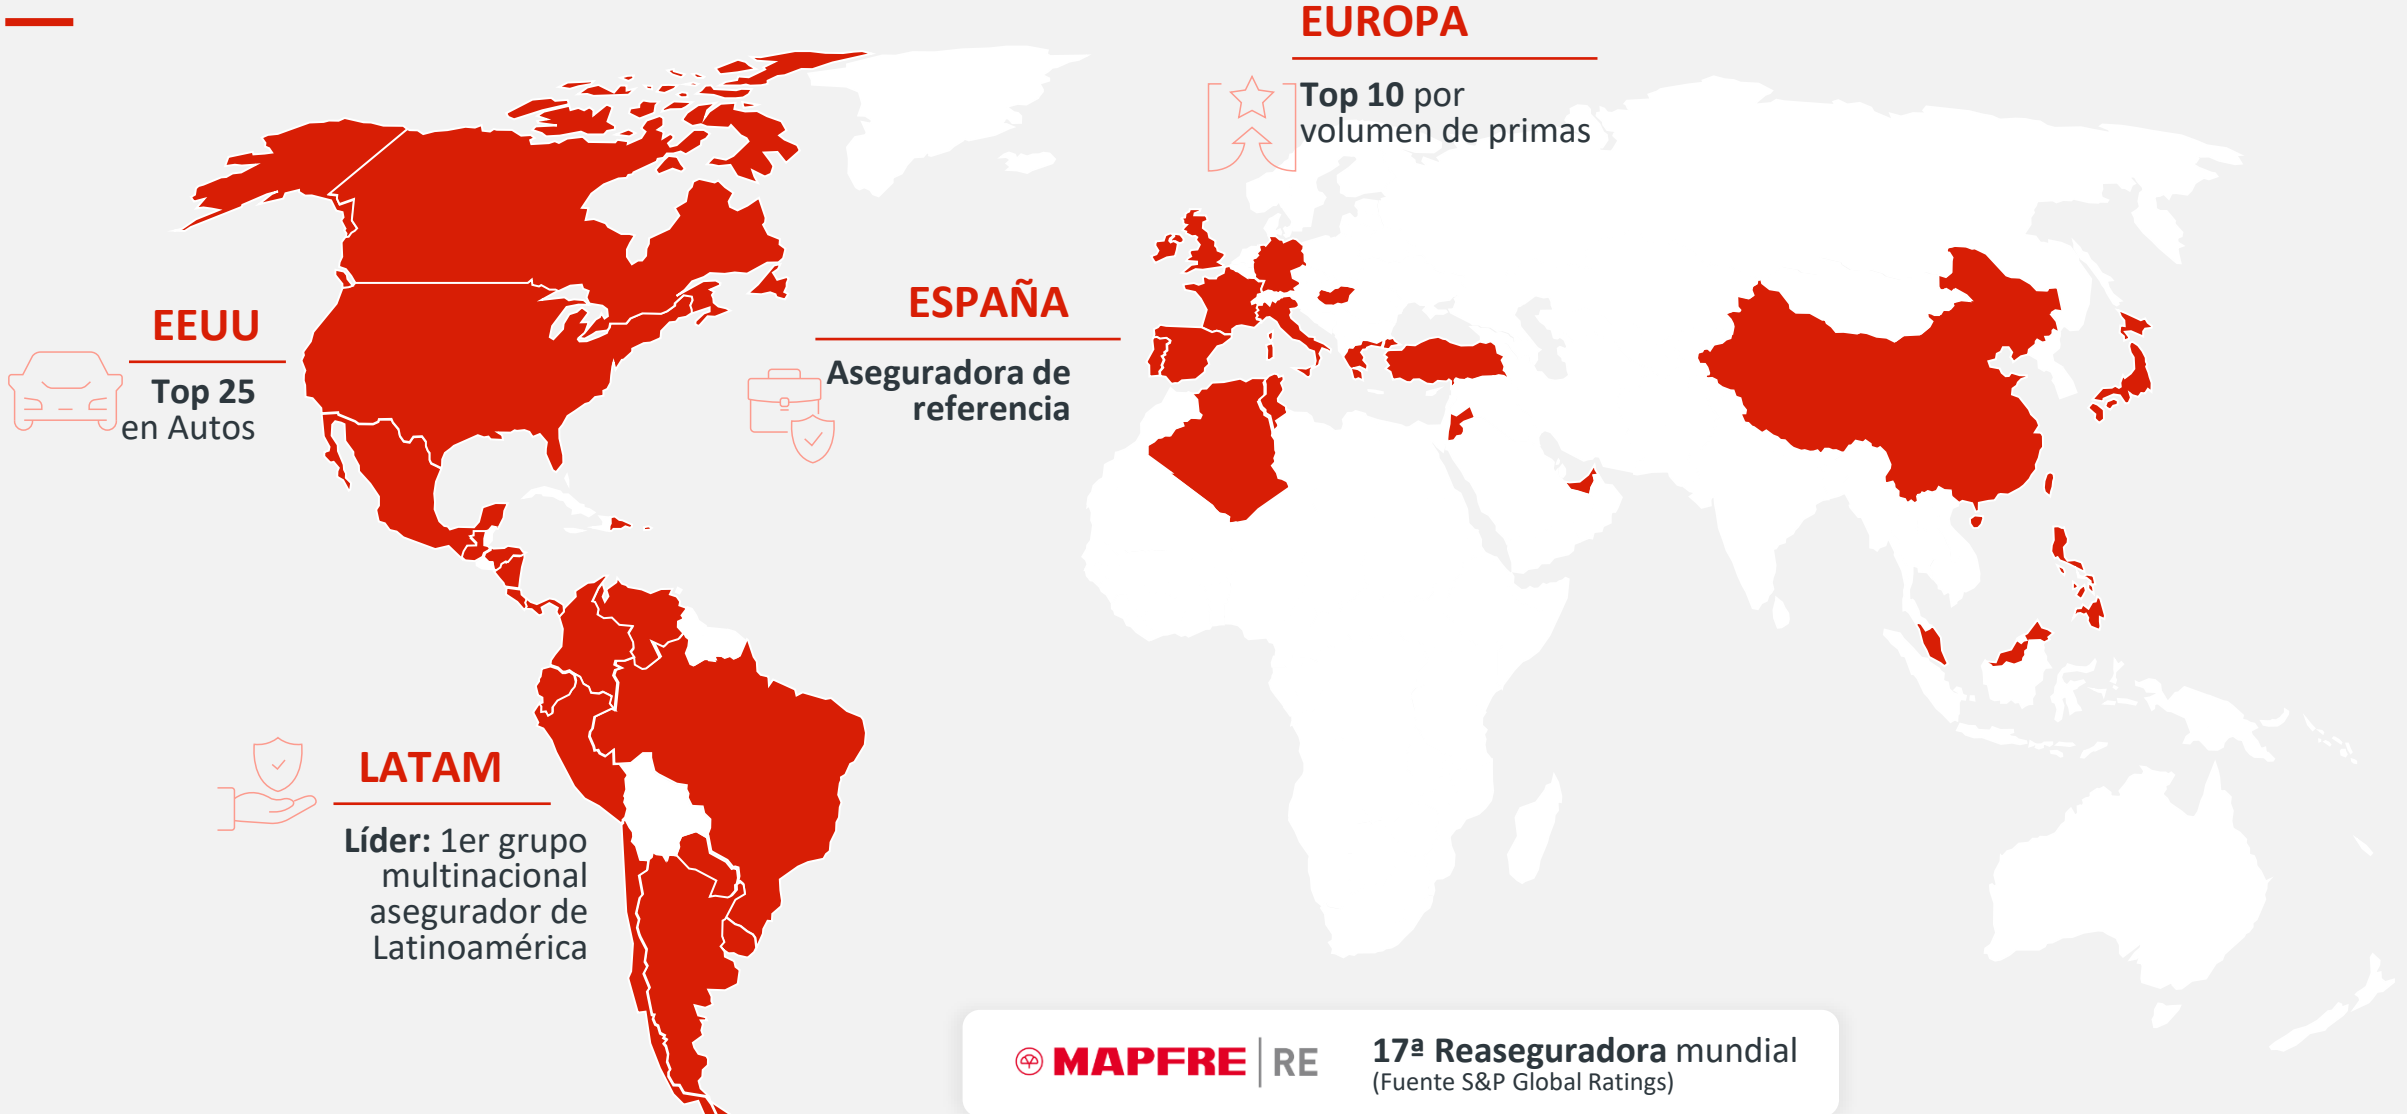 EUROPA
Top 10 por
volumen de primas
EEUU
Top 25
en Autos
ESPAÑA
Aseguradora de
referencia
LATAM
Líder: 1er grupo
multinacional
asegurador de
Latinoamérica
MAPFRE RE
17ª Reaseguradora mundial
(Fuente S&P Global Ratings)